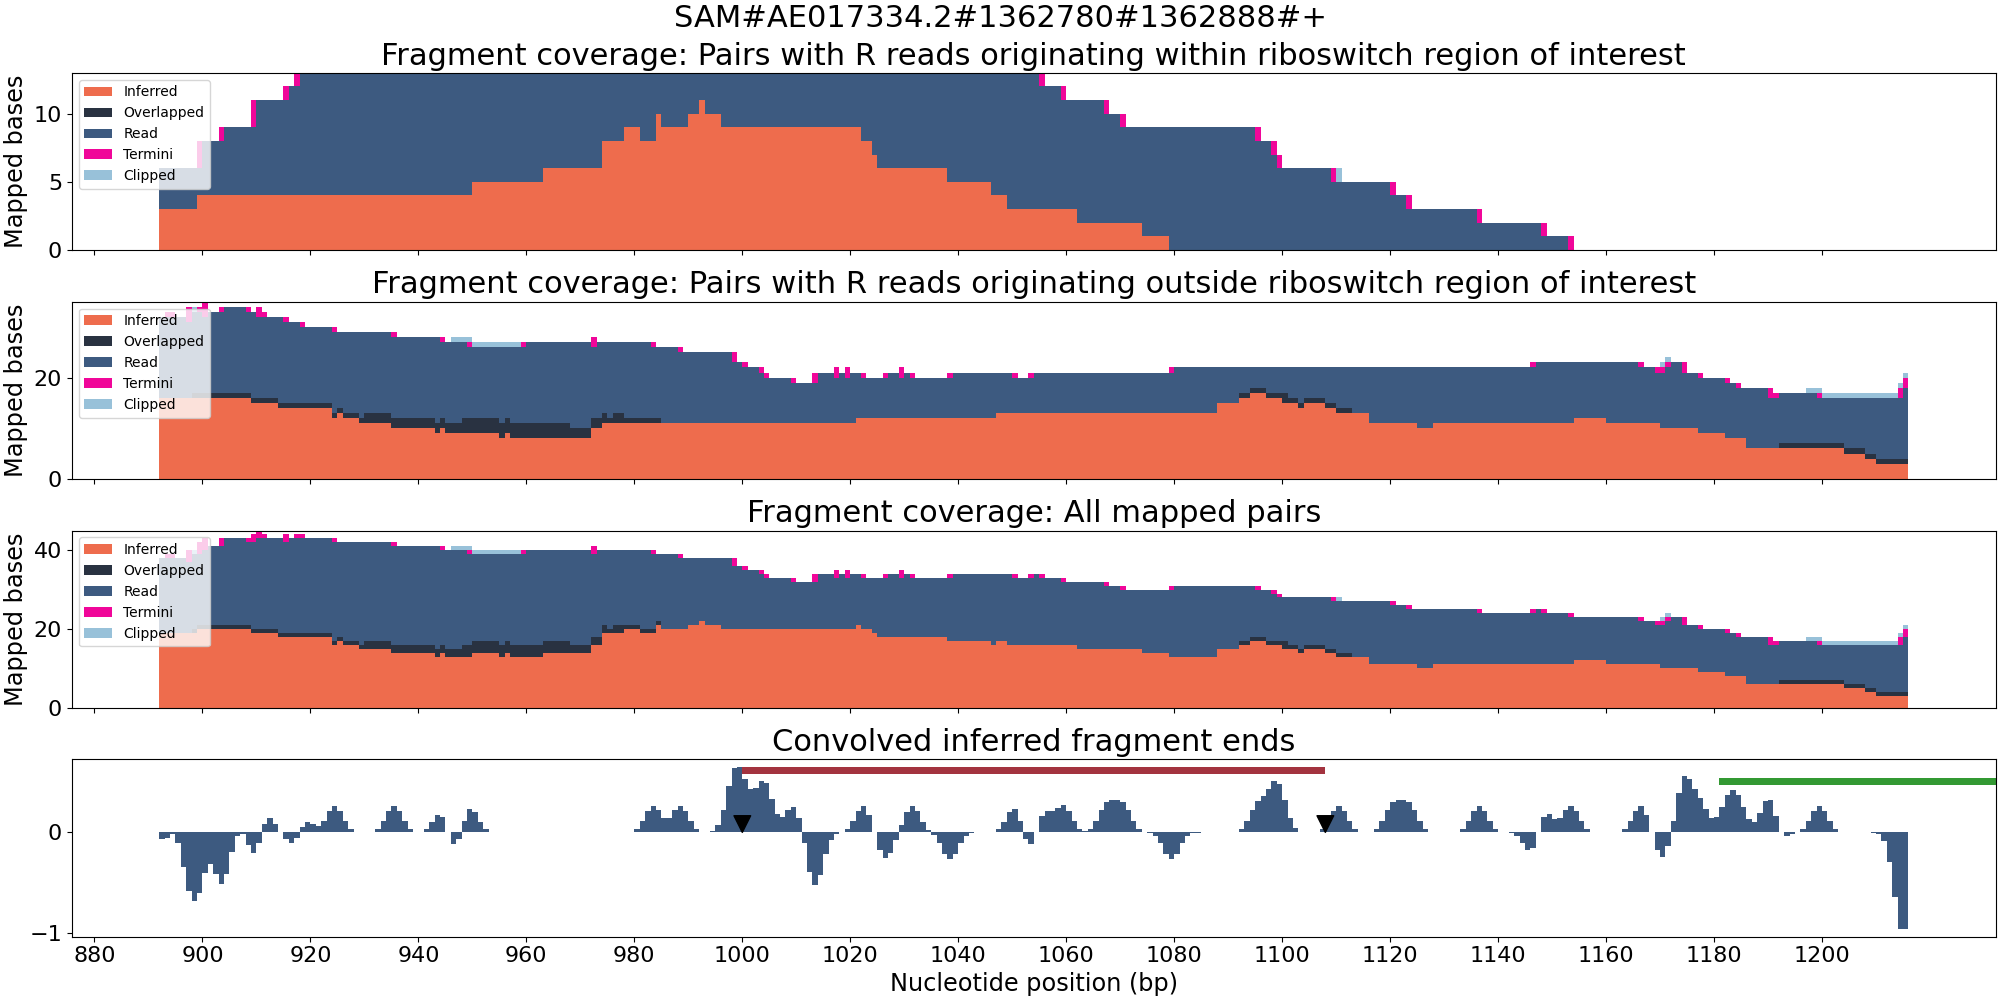 SAM#AE017334.2#1362780#1362888#+
Fragment coverage: Pairs with R reads originating within riboswitch region of interest
Mapped bases
10
5
0
Inferred
Overlapped
Read
Termini
Clipped
Fragment coverage: Pairs with R reads originating outside riboswitch region of interest
Mapped bases
20
0
Inferred
Overlapped
Read
Termini
Clipped
Fragment coverage: All mapped pairs
Mapped bases
40
20
0
Inferred
Overlapped
Read
Termini
Clipped
Convolved inferred fragment ends
0
−1
880 900 920 940 960 980 1000 1020 1040 1060 1080 1100 1120 1140 1160 1180 1200
Nucleotide position (bp)